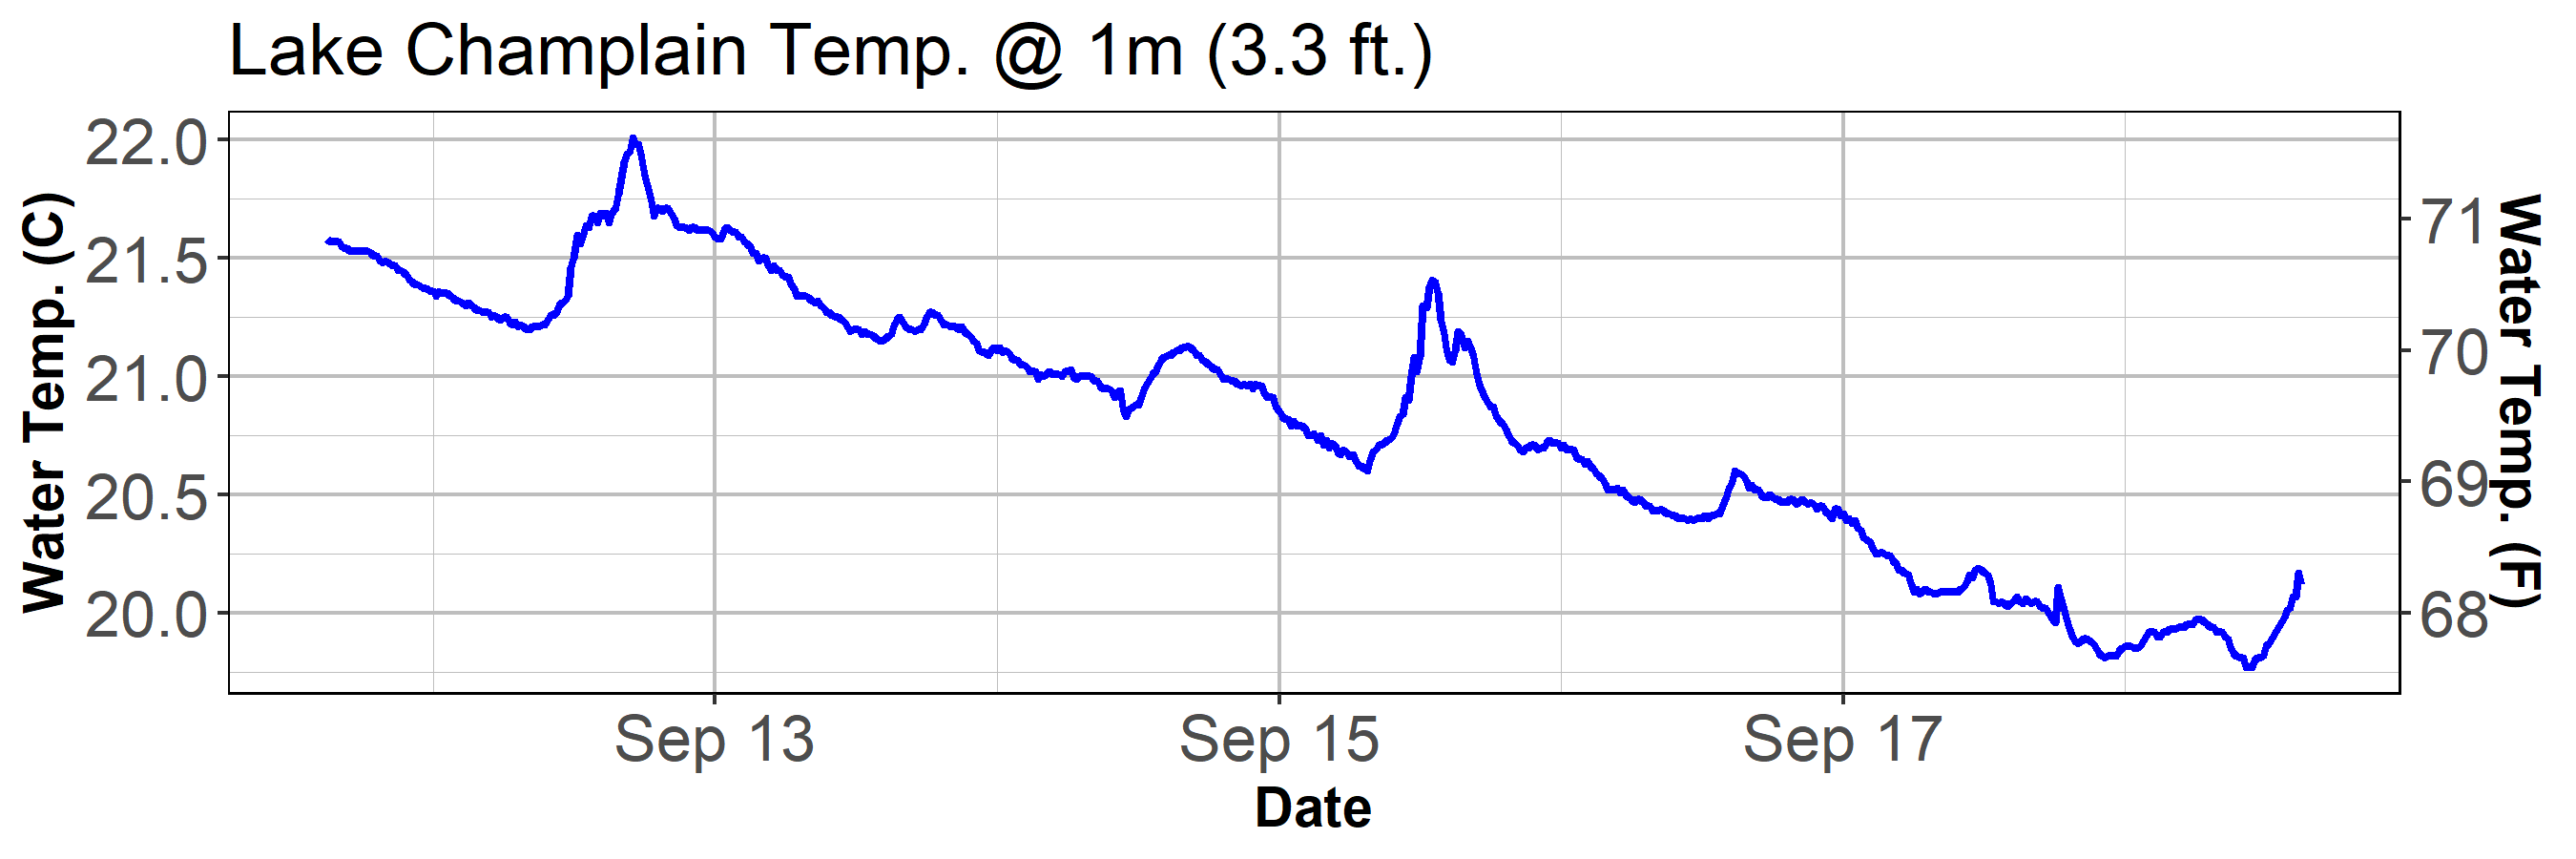 Lake Champlain Temp. @ 1m (3.3 ft.)
Water Temp. (C)
22.0
21.5
21.0
20.5
20.0
71
70
69
68
Water Temp. (F)
Sep 13
Sep 15
Sep 17
Date